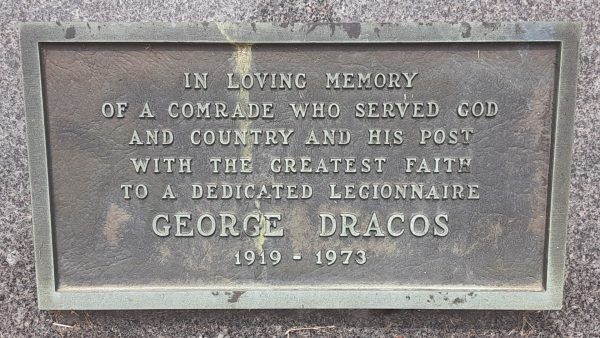 IN LOVING MEMORY
OF A COMRADE WHO SERVED GOD
AND COUNTRY AND HIS POST
WITH THE GREATEST FAITH
TO A DEDICATED LEGIONNAIRE
GEORGE DRACOS
1919 - 1973